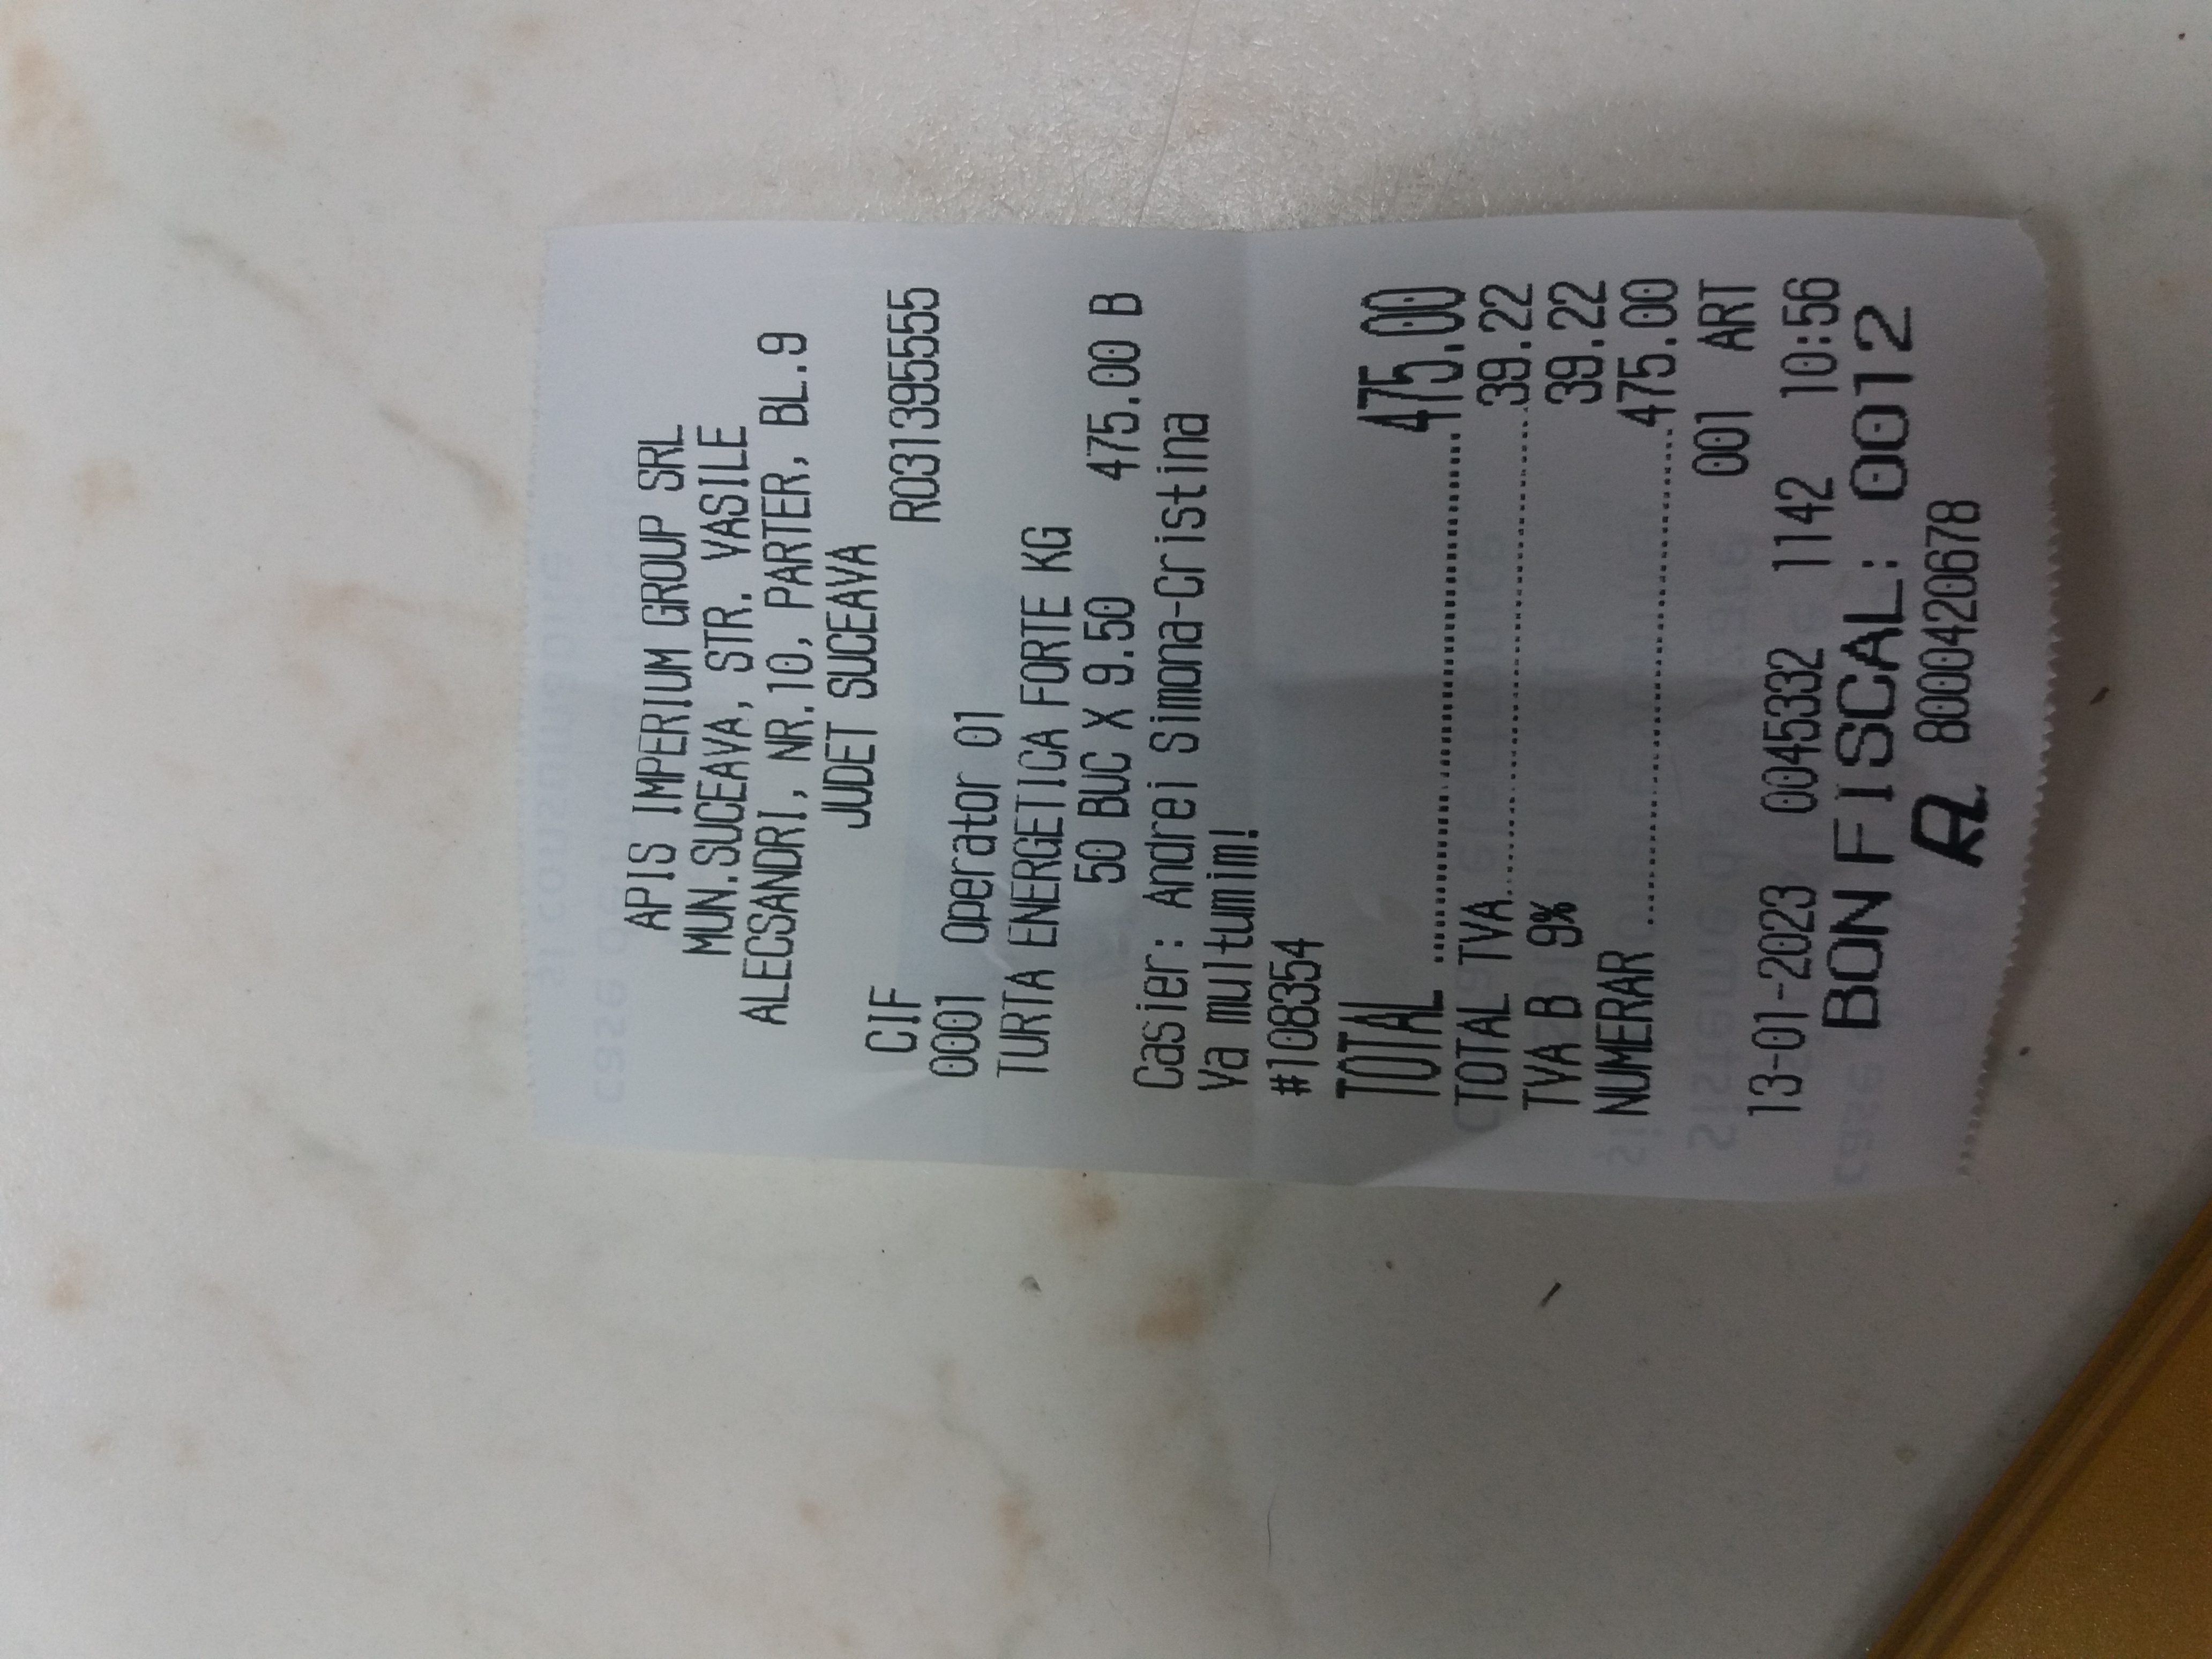 APIS IMPERIUM GROUP SRL
MUN.SUCEAVA, STR. VASILE
ALECSANDRI, NR.10, PARTER, BL.9
JUDET SUCEAVA
CIF RO31395555
0001 Operator 01
TURTA ENERGETICA FORTE KG
50 BUC X 9.50 475.00 B
Casier: Andrei Simona-Cristina
Va multumim!
#108354
TOTAL 475.00
TOTAL TVA 39.22
TVA B 9% 39.22
NUMERAR 475.00
001 ART
13-01-2023 0045332 1142 10:56
BON FISCAL: 0012
8000420678